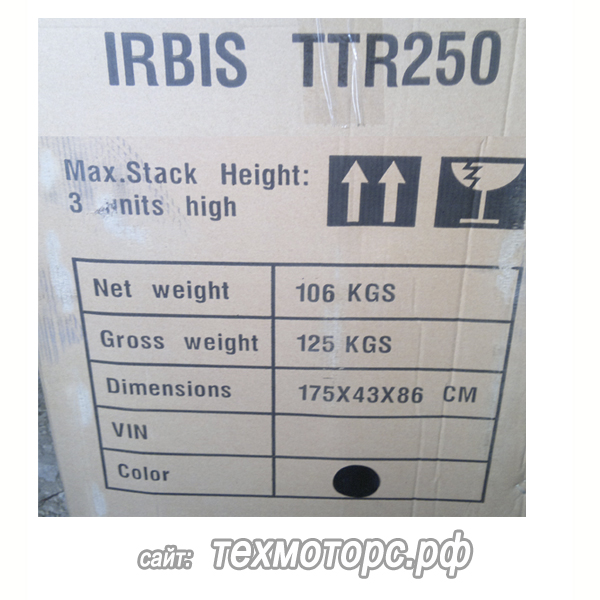 IRBIS TTR250
Max.Stack Height:
3 units high
Net weight 106 KGS
Gross weight 125 KGS
Dimensions 175X43X86 CM
VIN
Color
сайт: техмоторс.рф